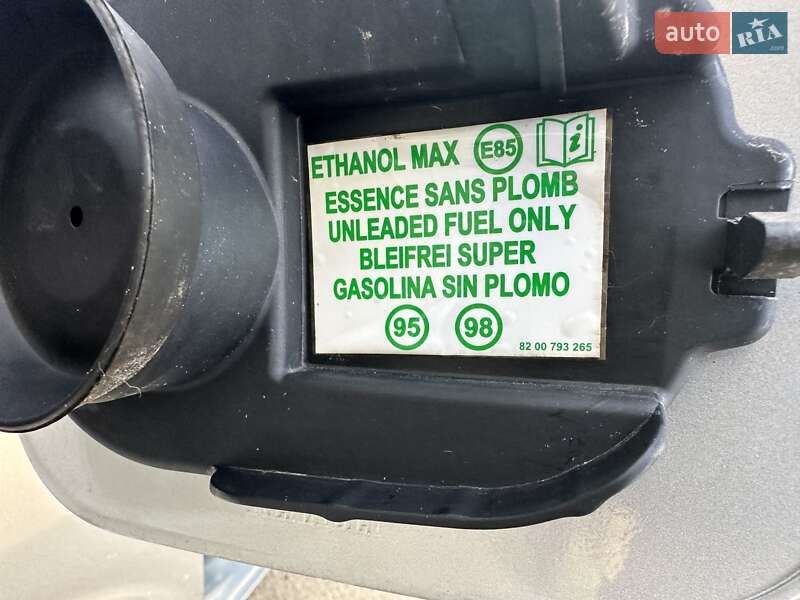 auto RIA .com
ETHANOL MAX E85
ESSENCE SANS PLOMB
UNLEADED FUEL ONLY
BLEIFREI SUPER
GASOLINA SIN PLOMO
95 98
82 00 793 265